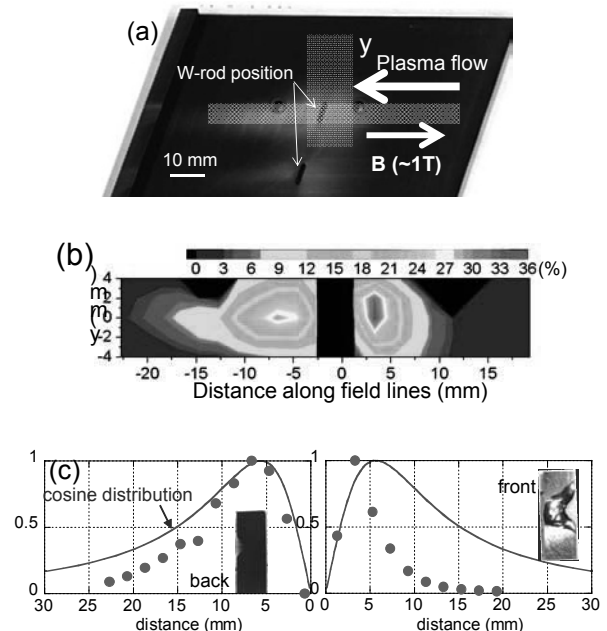 (a)
y
W-rod position
Plasma flow
10 mm
B (~1T)
(b)
0 3 6 9 12 15 18 21 27 30 33 36(%)
y (mm)
4
2
0
-2
-4
-20 -15 -10 -5 0 5 10 15
Distance along field lines (mm)
(c)
1
0.5
0
cosine distribution
back
30 25 20 15 10 5 0
distance (mm)
1
0.5
0
front
0 5 10 15 20 25 30
distance (mm)